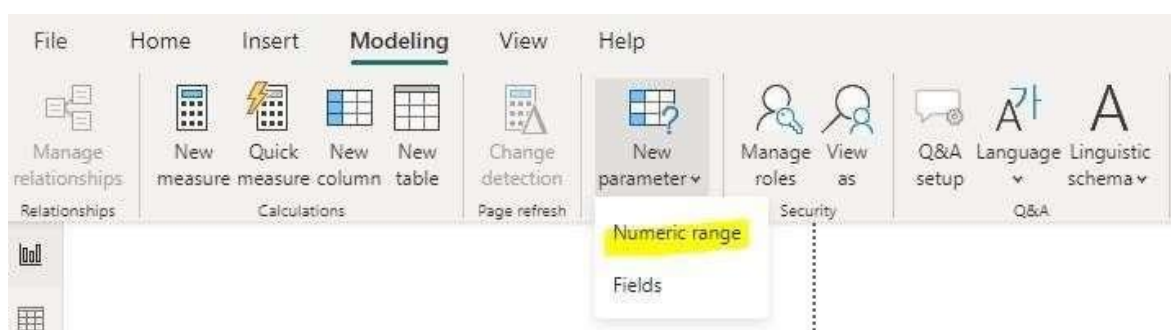 File Home Insert Modeling View Help
Manage relationships
New measure
Quick measure
New column
New table
Change detection
New parameter
Manage roles
View as
Q&A setup
Language
Linguistic schema
Relationships Calculations Page refresh Security Q&A
Numeric range
Fields